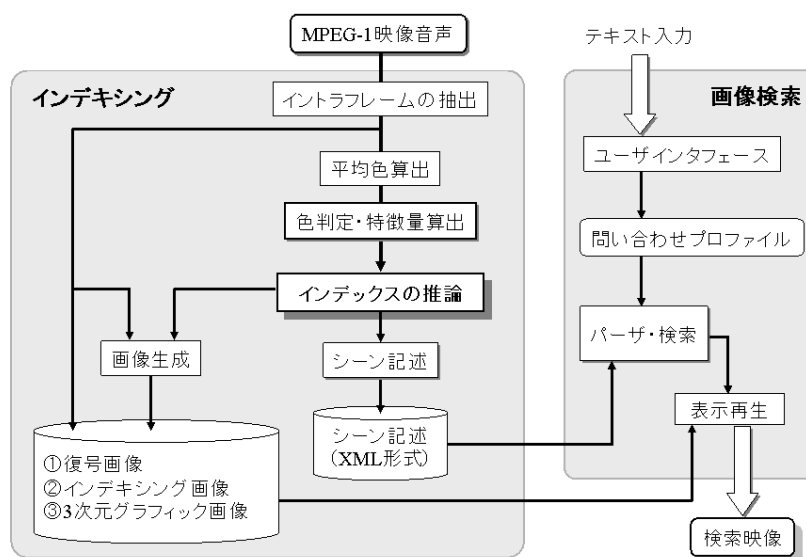 MPEG-1映像音声
テキスト入力
インデキシング
イントラフレームの抽出
平均色算出
色判定・特徴量算出
インデックスの推論
画像生成
シーン記述
シーン記述
(XML形式)
①復号画像
②インデキシング画像
③3次元グラフィック画像
画像検索
ユーザインタフェース
問い合わせプロファイル
パーザ・検索
表示再生
検索映像